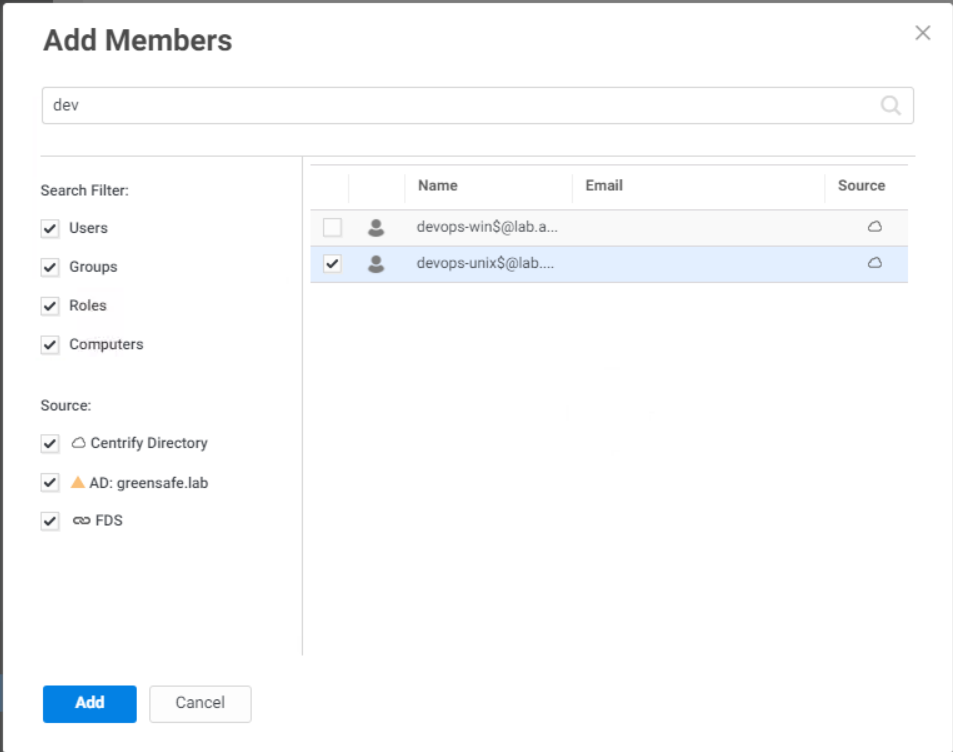 Add Members
dev
Search Filter:
Users
Groups
Roles
Computers
Source:
Centrify Directory
AD: greensafe.lab
FDS
Name Email Source
devops-win$@lab.a...
devops-unix$@lab....
Add Cancel